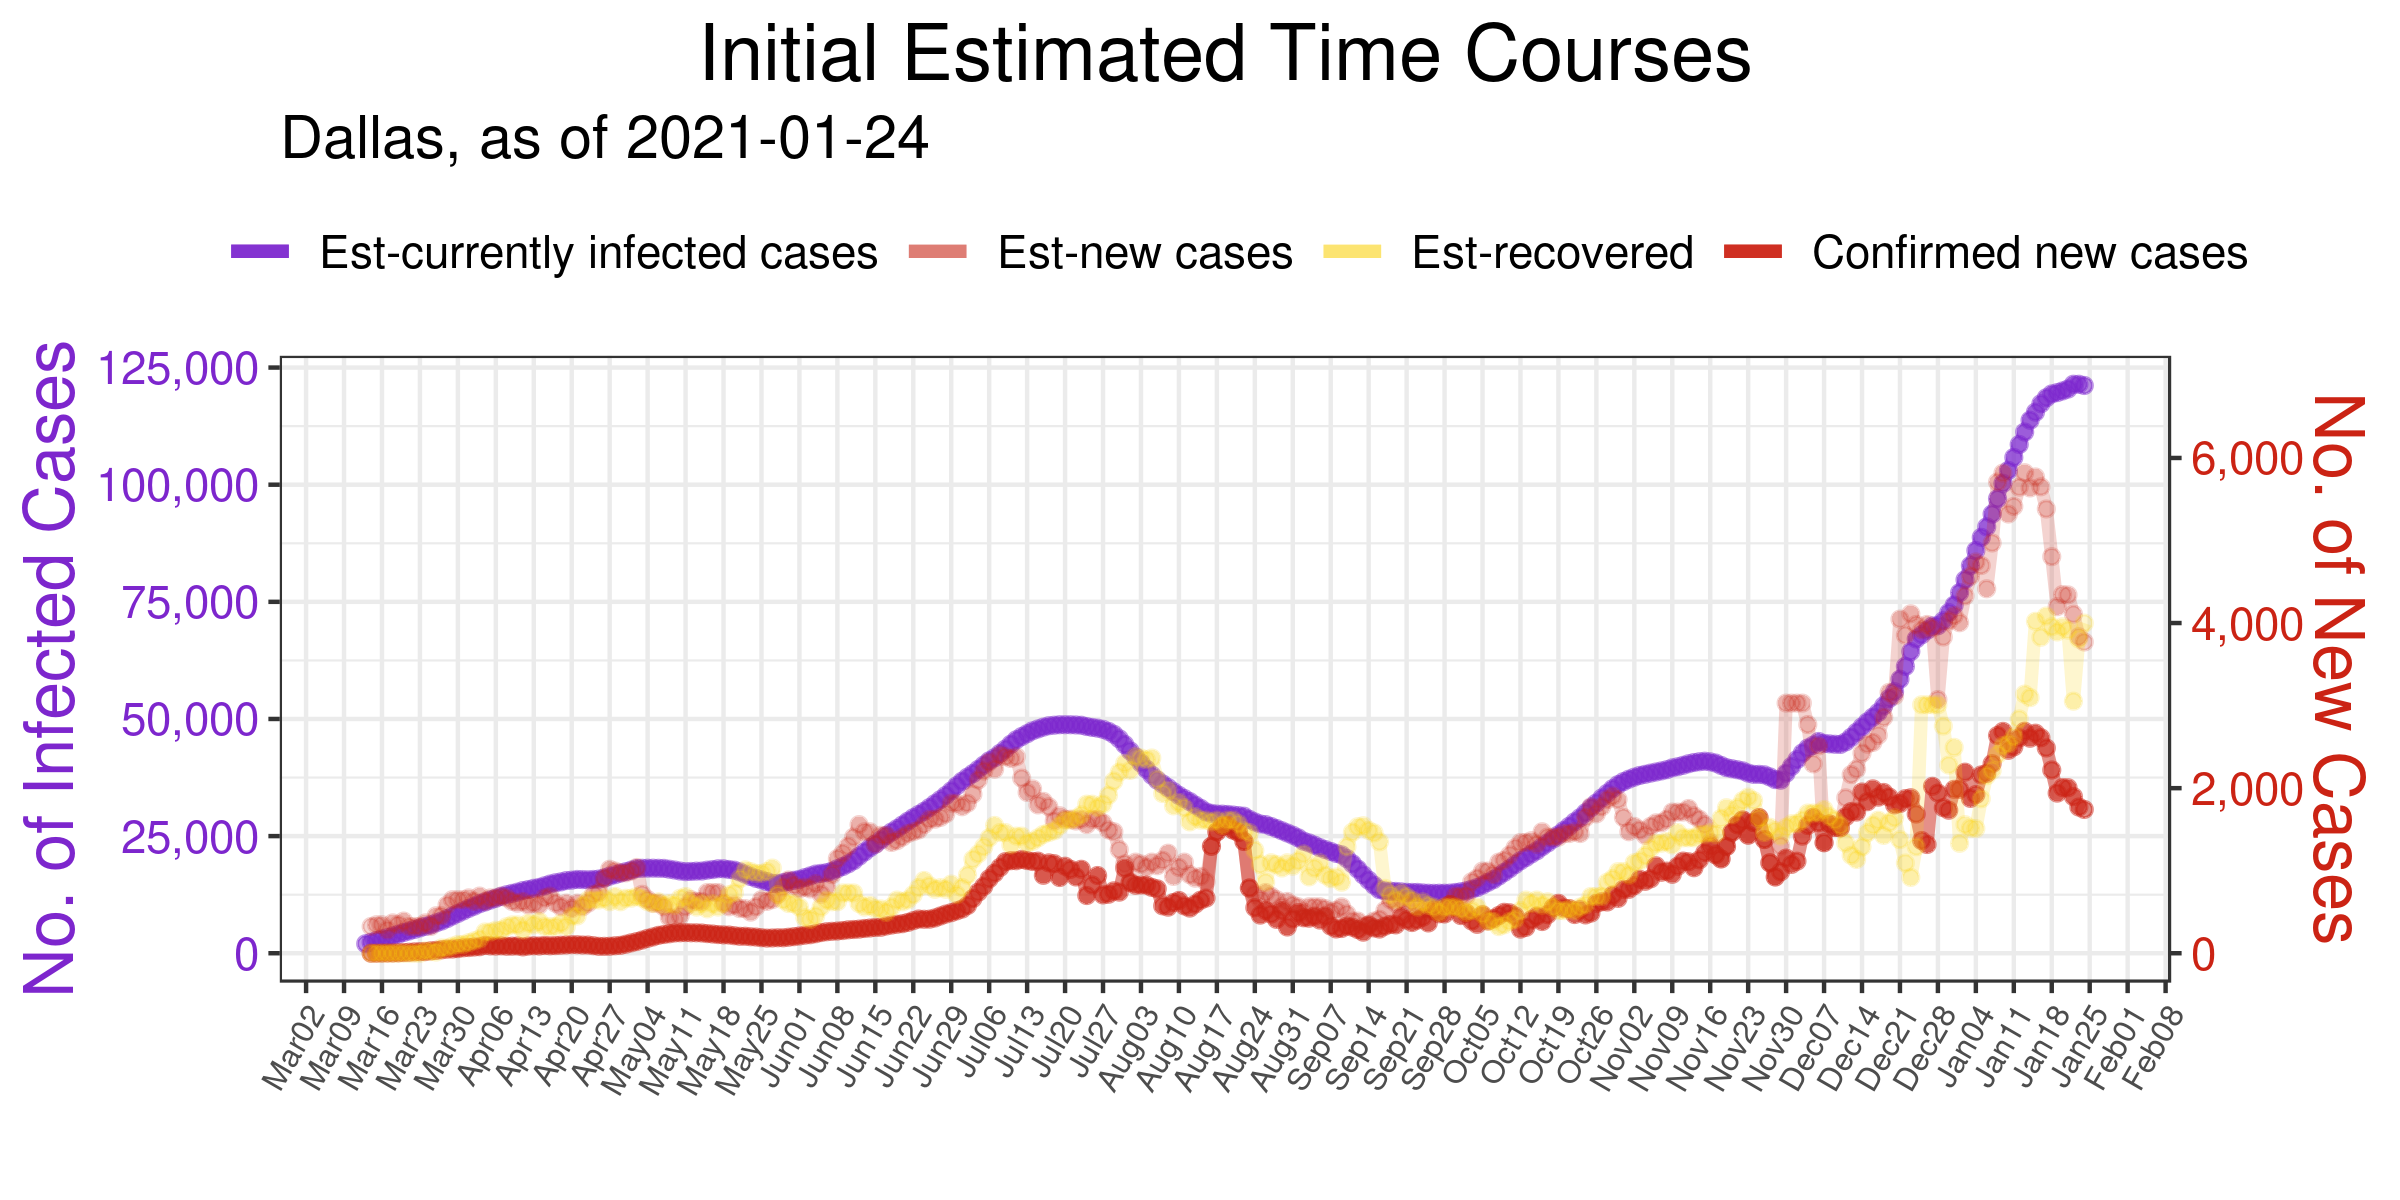 Initial Estimated Time Courses
Dallas, as of 2021-01-24
Est-currently infected cases Est-new cases Est-recovered Confirmed new cases
No. of Infected Cases
125,000
100,000
75,000
50,000
25,000
0
6,000
4,000
2,000
0
No. of New Cases
Mar02 Mar09 Mar16 Mar23 Mar30 Apr06 Apr13 Apr20 Apr27 May04 May11 May18 May25 Jun01 Jun08 Jun15 Jun22 Jun29 Jul06 Jul13 Jul20 Jul27 Aug03 Aug10 Aug17 Aug24 Aug31 Sep07 Sep14 Sep21 Sep28 Oct05 Oct12 Oct19 Oct26 Nov02 Nov09 Nov16 Nov23 Nov30 Dec07 Dec14 Dec21 Dec28 Jan04 Jan11 Jan18 Jan25 Feb01 Feb08